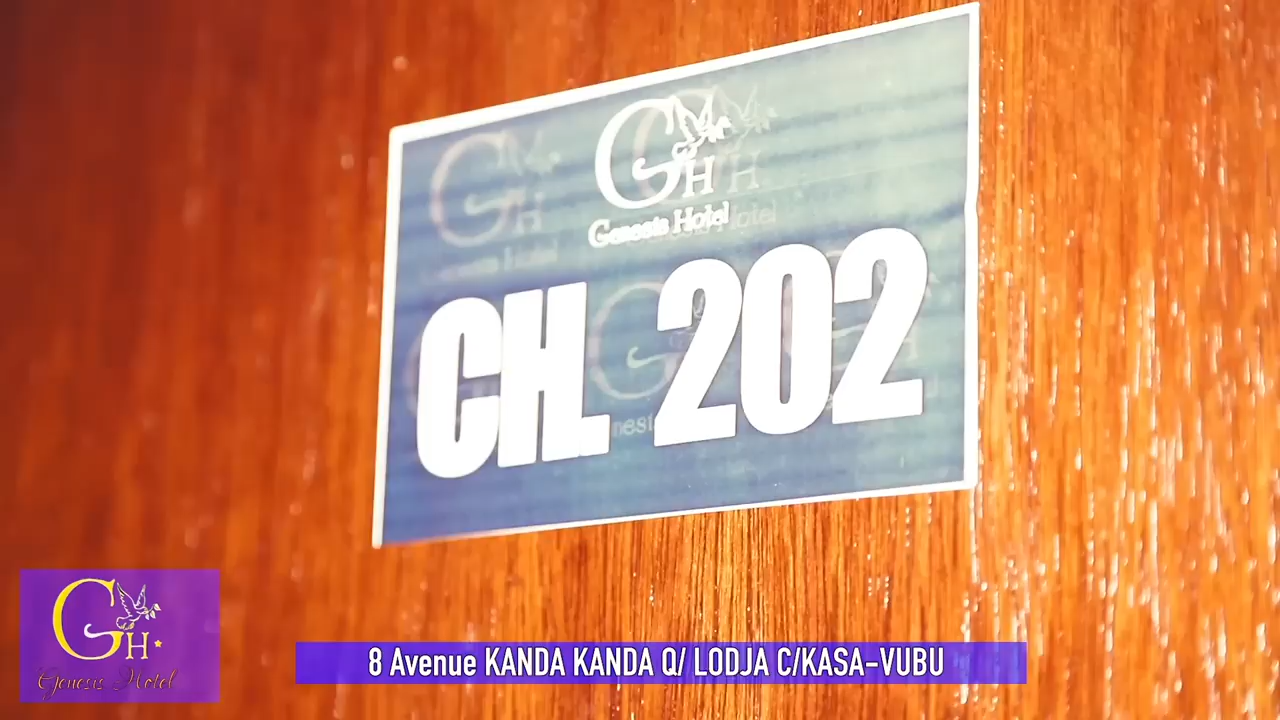 GH
Genesis Hotel
CH. 202
GH
Genesis Hotel
8 Avenue KANDA KANDA Q/ LODJA C/KASA-VUBU